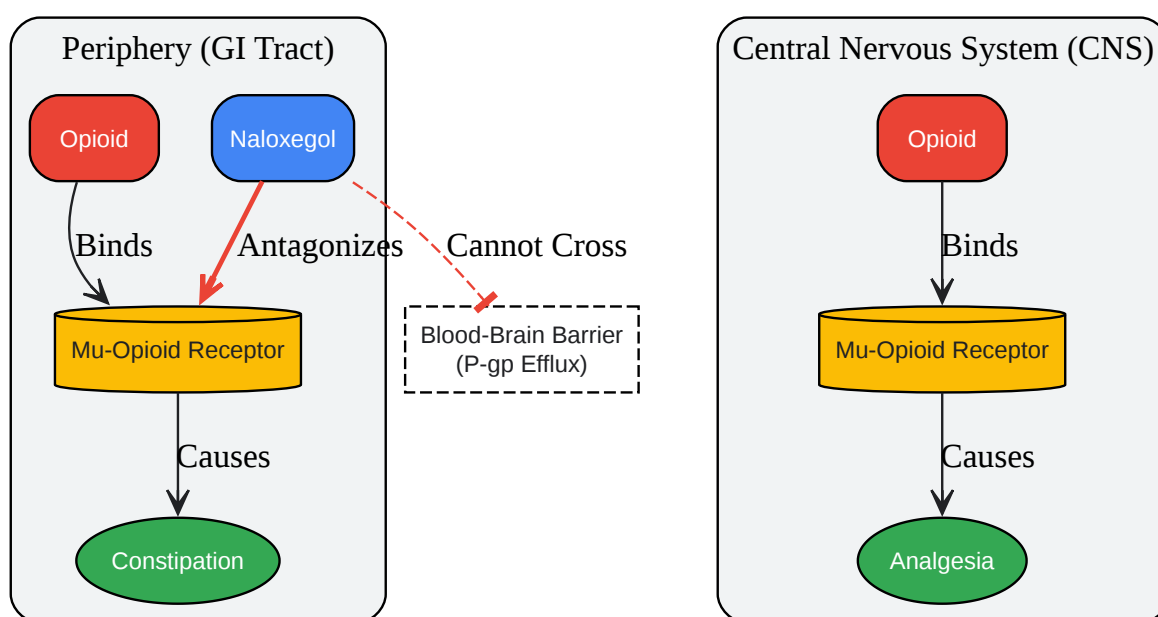 Periphery (GI Tract)
Opioid
Naloxegol
Binds
Antagonizes
Cannot Cross
Mu-Opioid Receptor
Blood-Brain Barrier
(P-gp Efflux)
Causes
Constipation
Central Nervous System (CNS)
Opioid
Binds
Mu-Opioid Receptor
Causes
Analgesia